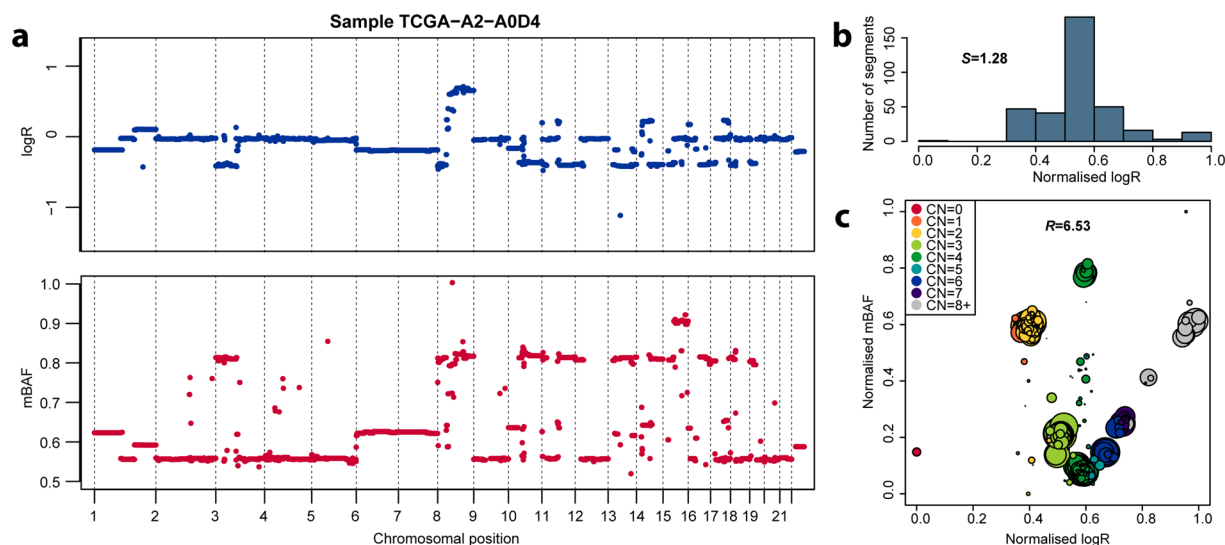 Sample TCGA−A2−A0D4
a
1
0
−1
logR
1.0
0.9
0.8
0.7
0.6
0.5
mBAF
1 2 3 4 5 6 7 8 9 10 11 12 13 14 15 16 17 18 19 21
Chromosomal position
b
S=1.28
150
100
50
0
Number of segments
0.0 0.2 0.4 0.6 0.8 1.0
Normalised logR
c
R=6.53
CN=0
CN=1
CN=2
CN=3
CN=4
CN=5
CN=6
CN=7
CN=8+
1.0
0.8
0.6
0.4
0.2
0.0
Normalised mBAF
0.0 0.2 0.4 0.6 0.8 1.0
Normalised logR